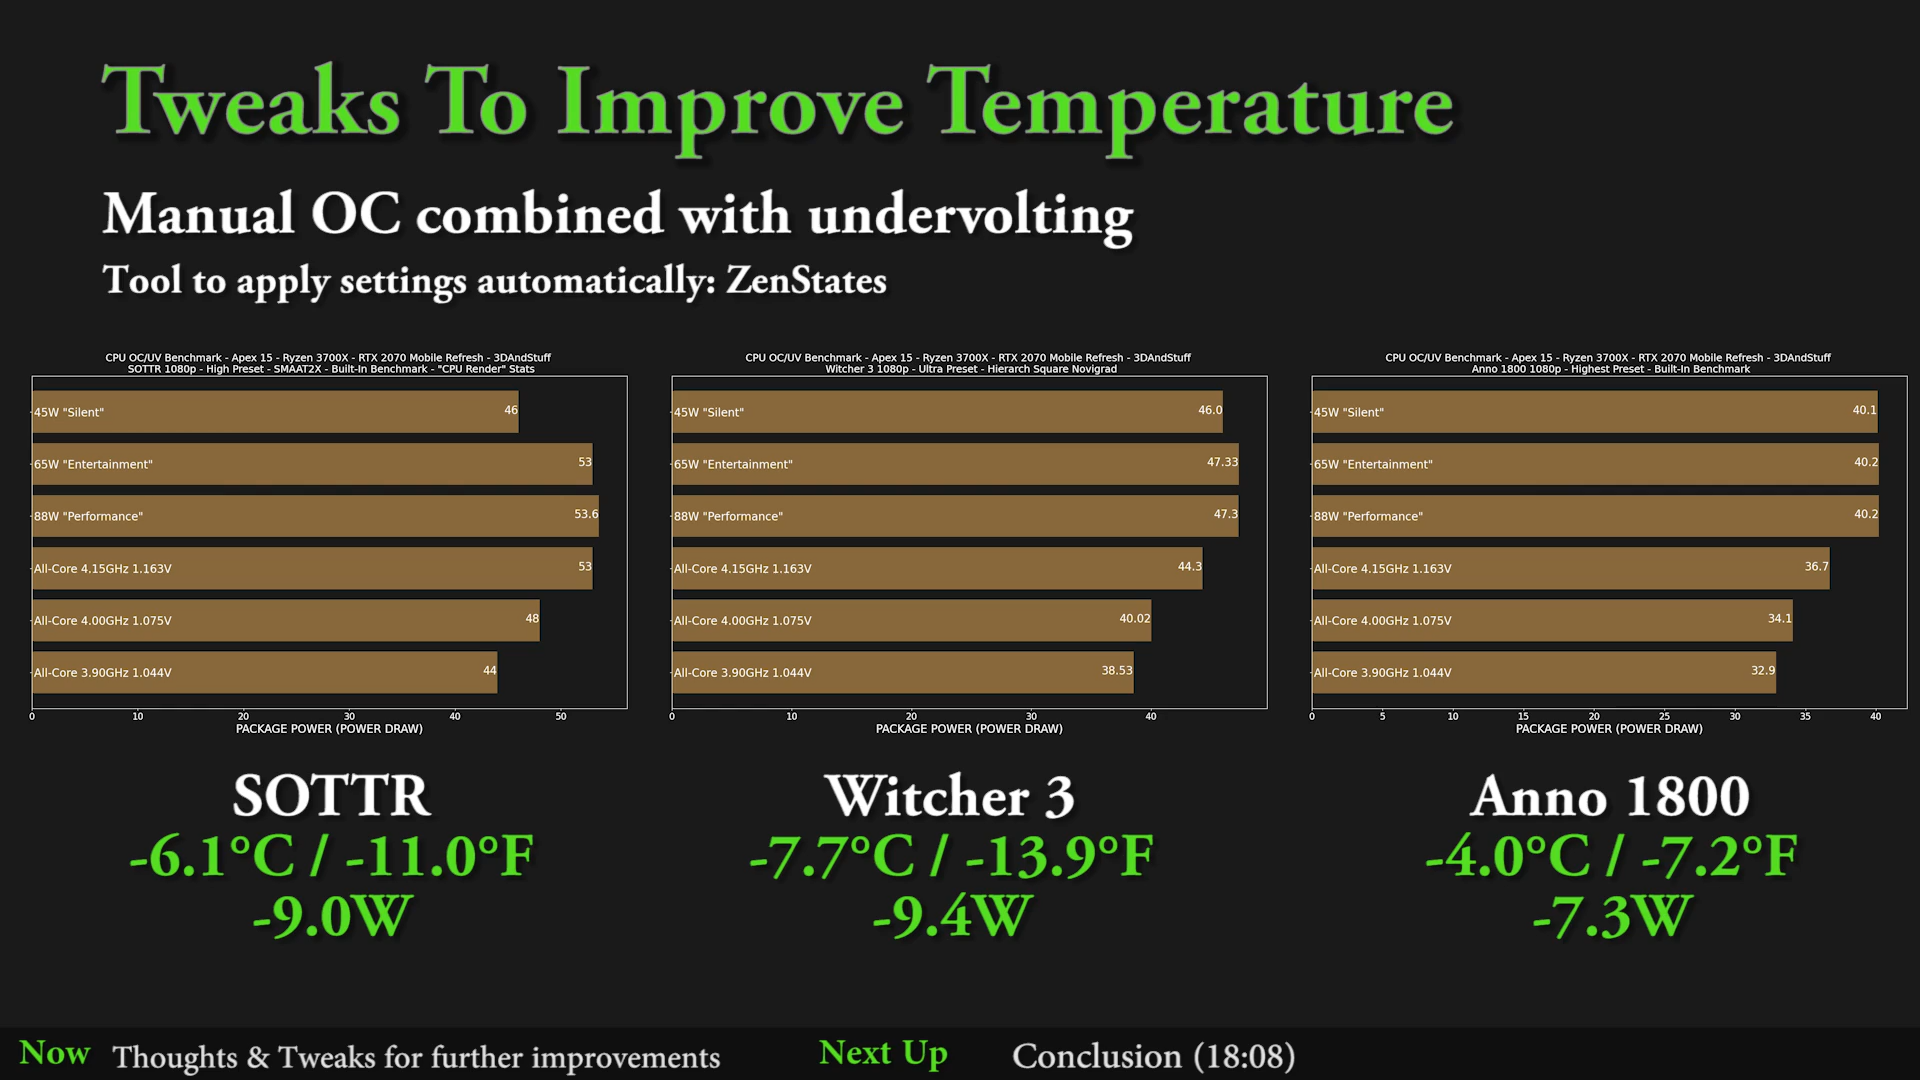 Tweaks To Improve Temperature
Manual OC combined with undervolting
Tool to apply settings automatically: ZenStates
CPU OC/UV Benchmark - Apex 15 - Ryzen 3700X - RTX 2070 Mobile Refresh - 3DAndStuff
SOTTR 1080p - High Preset - SMAAT2X - Built-In Benchmark - "CPU Render" Stats
45W "Silent" 46
65W "Entertainment" 53
88W "Performance" 53.6
All-Core 4.15GHz 1.163V 53
All-Core 4.00GHz 1.075V 48
All-Core 3.90GHz 1.044V 44
0 10 20 30 40 50
PACKAGE POWER (POWER DRAW)
CPU OC/UV Benchmark - Apex 15 - Ryzen 3700X - RTX 2070 Mobile Refresh - 3DAndStuff
Witcher 3 1080p - Ultra Preset - Hierarch Square Novigrad
45W "Silent" 46.0
65W "Entertainment" 47.33
88W "Performance" 47.3
All-Core 4.15GHz 1.163V 44.3
All-Core 4.00GHz 1.075V 40.02
All-Core 3.90GHz 1.044V 38.53
0 10 20 30 40
PACKAGE POWER (POWER DRAW)
CPU OC/UV Benchmark - Apex 15 - Ryzen 3700X - RTX 2070 Mobile Refresh - 3DAndStuff
Anno 1800 1080p - Highest Preset - Built-In Benchmark
45W "Silent" 40.1
65W "Entertainment" 40.2
88W "Performance" 40.2
All-Core 4.15GHz 1.163V 36.7
All-Core 4.00GHz 1.075V 34.1
All-Core 3.90GHz 1.044V 32.9
0 5 10 15 20 25 30 35 40
PACKAGE POWER (POWER DRAW)
SOTTR
-6.1°C / -11.0°F
-9.0W
Witcher 3
-7.7°C / -13.9°F
-9.4W
Anno 1800
-4.0°C / -7.2°F
-7.3W
Now Thoughts & Tweaks for further improvements Next Up Conclusion (18:08)